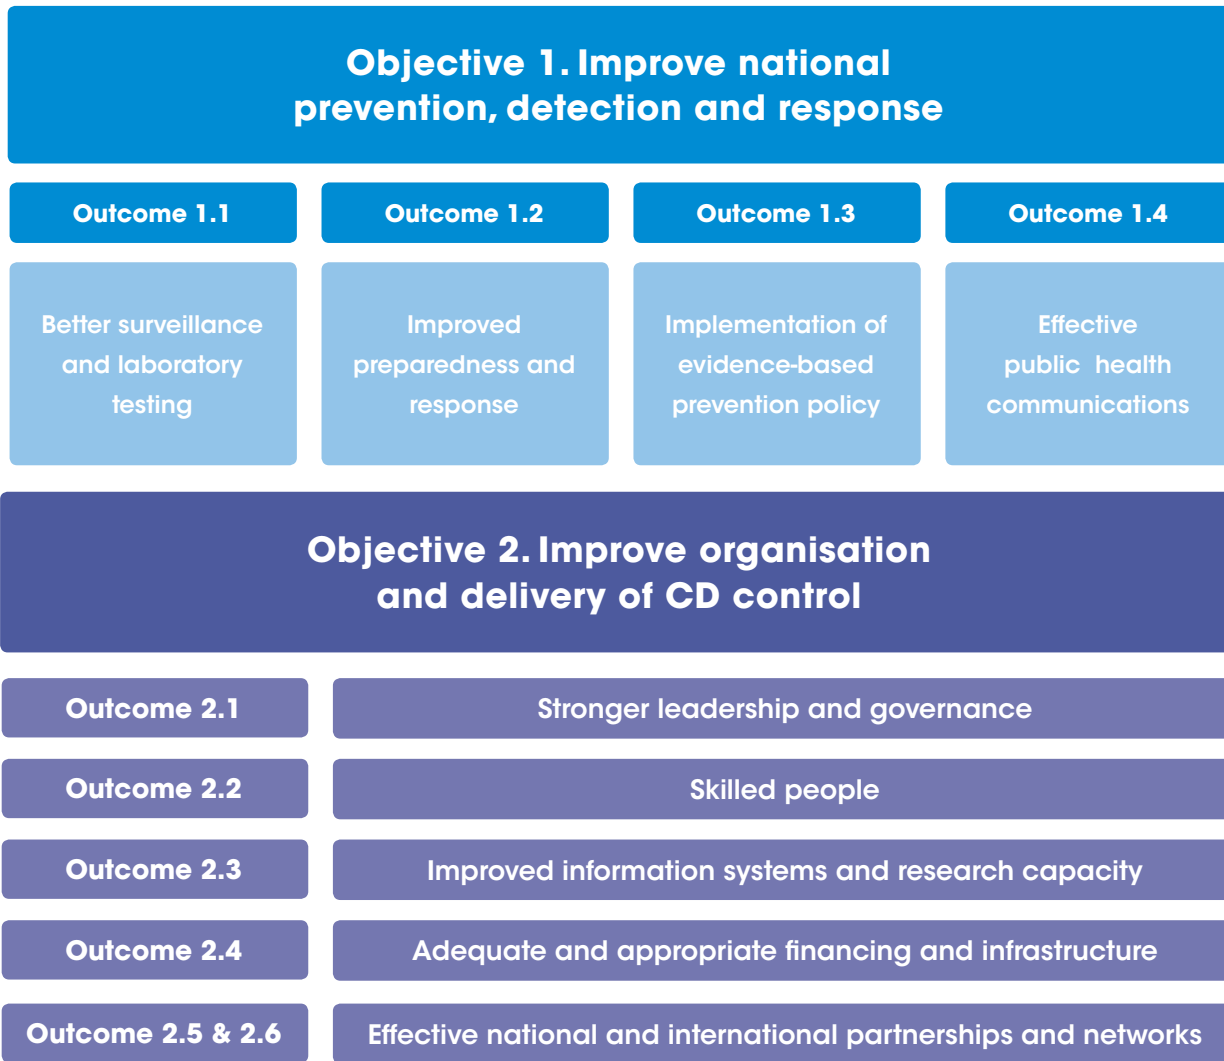 Objective 1. Improve national
prevention, detection and response
Outcome 1.1
Outcome 1.2
Outcome 1.3
Outcome 1.4
Better surveillance
and laboratory
testing
Improved
preparedness and
response
Implementation of
evidence-based
prevention policy
Effective
public health
communications
Objective 2. Improve organisation
and delivery of CD control
Outcome 2.1
Stronger leadership and governance
Outcome 2.2
Skilled people
Outcome 2.3
Improved information systems and research capacity
Outcome 2.4
Adequate and appropriate financing and infrastructure
Outcome 2.5 & 2.6
Effective national and international partnerships and networks